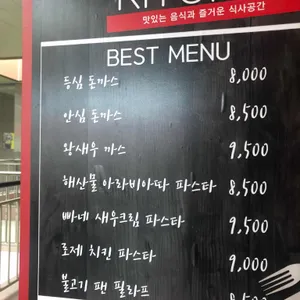 맛있는 음식과 즐거운 식사공간
BEST MENU
등심 돈까스 8,000
안심 돈까스 8,500
왕새우 까스 9,500
해산물 아라비아따 파스타 8,500
빠네 새우크림 파스타 9,500
로제 치킨 파스타 9,000
불고기 팬 필라프